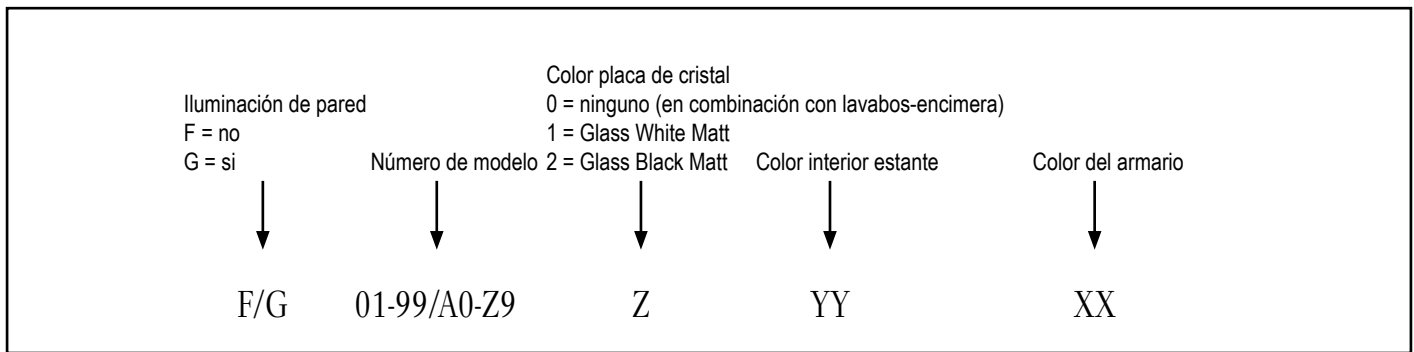 Color placa de cristal
Iluminación de pared
0 = ninguno (en combinación con lavabos-encimera)
F = no
1 = Glass White Matt
G = si
Número de modelo
2 = Glass Black Matt
Color interior estante
Color del armario
F/G 01-99/A0-Z9 Z YY XX